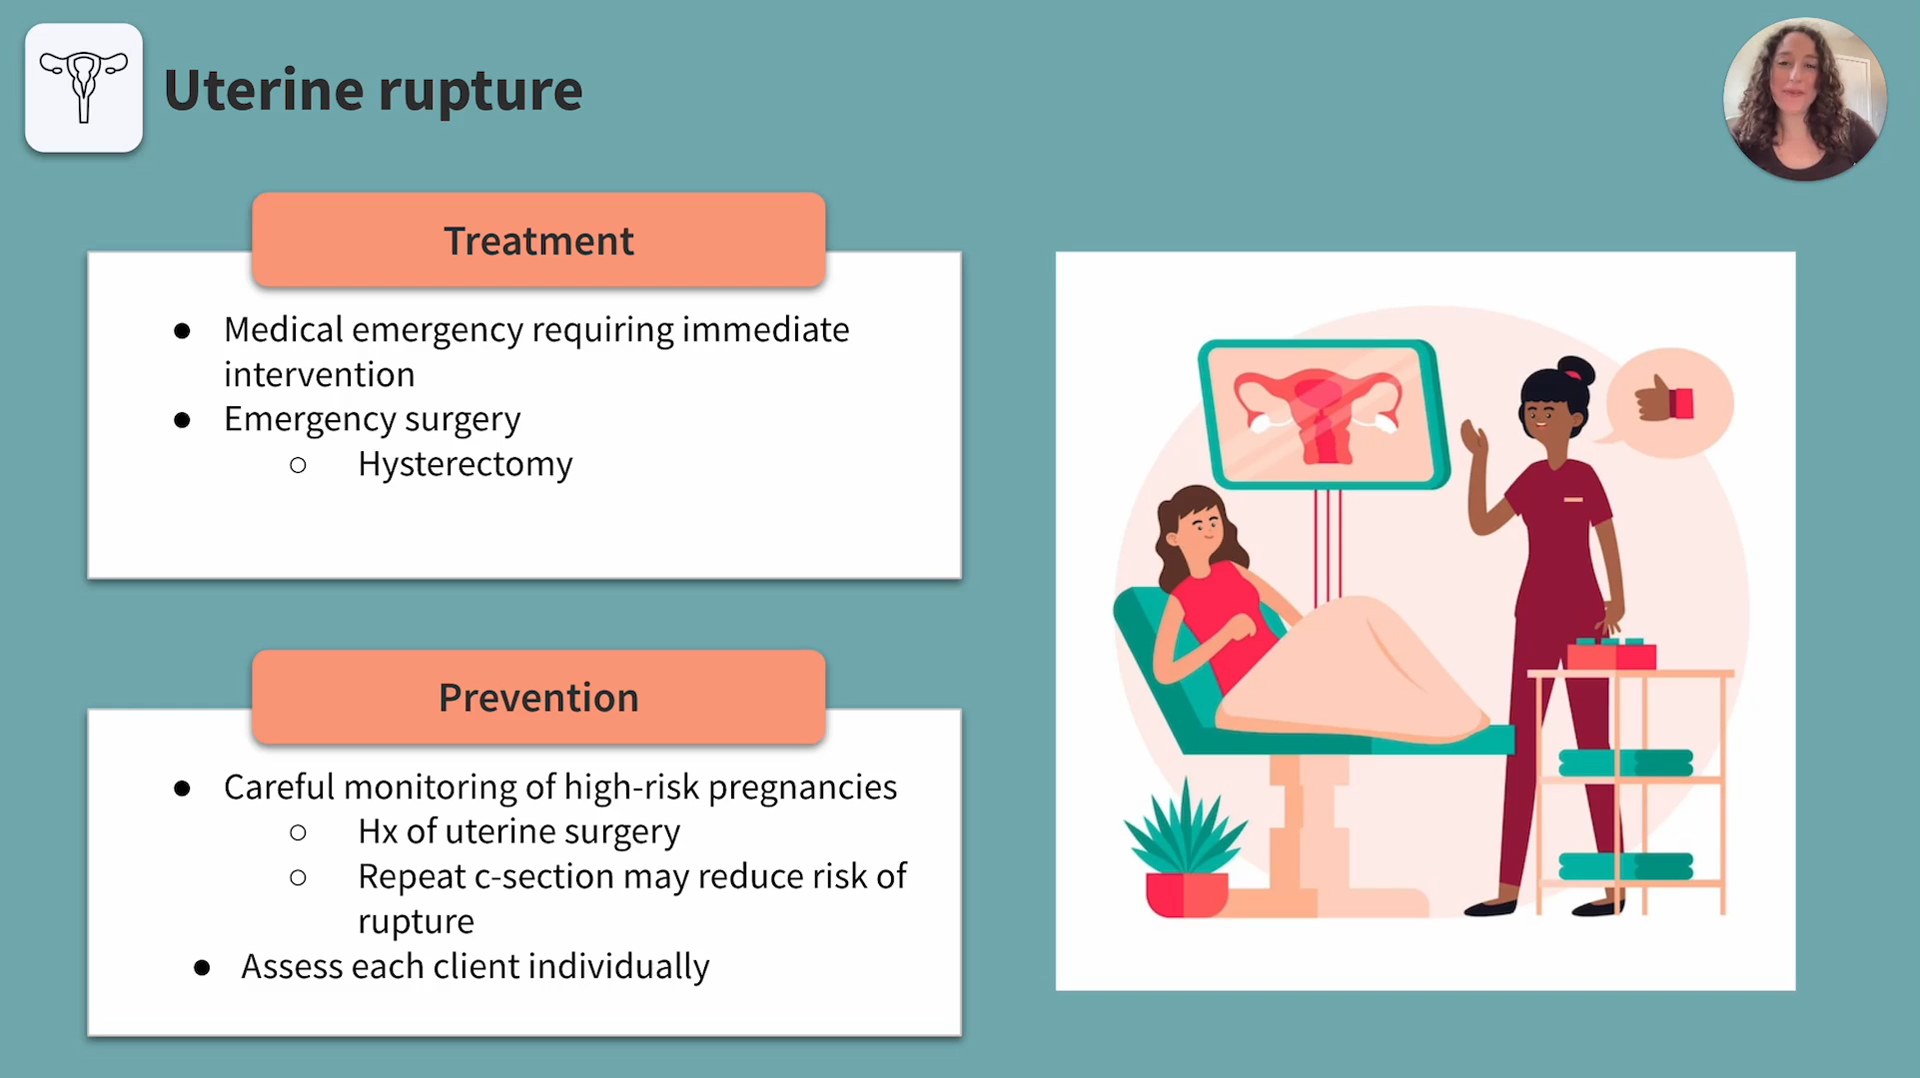 Uterine rupture
Treatment
● Medical emergency requiring immediate
intervention
● Emergency surgery
○ Hysterectomy
Prevention
● Careful monitoring of high-risk pregnancies
○ Hx of uterine surgery
○ Repeat c-section may reduce risk of
rupture
● Assess each client individually